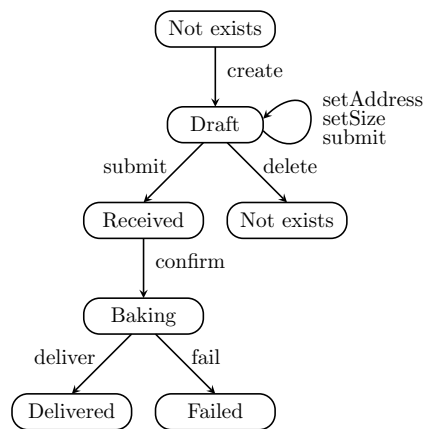 Not exists
create
Draft
setAddress
setSize
submit
submit
delete
Received
Not exists
confirm
Baking
deliver
fail
Delivered
Failed